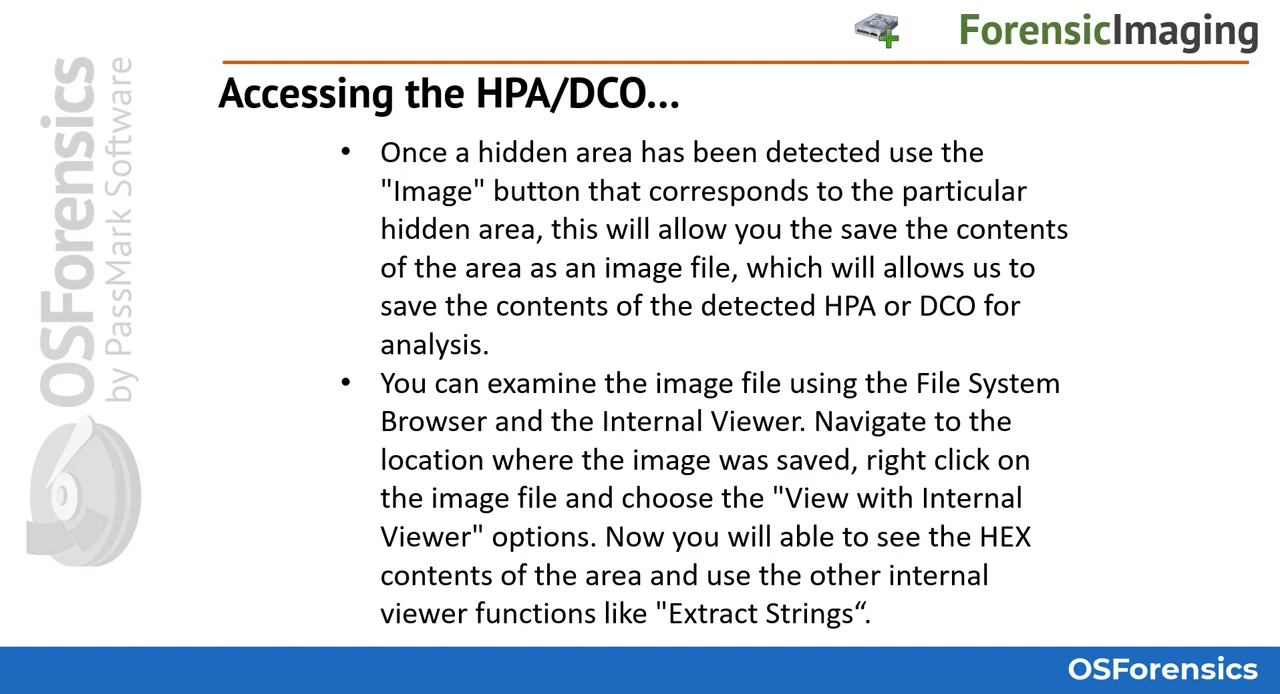 ForensicImaging
OSForensics
by PassMark Software
Accessing the HPA/DCO...
• Once a hidden area has been detected use the
"Image" button that corresponds to the particular
hidden area, this will allow you the save the contents
of the area as an image file, which will allows us to
save the contents of the detected HPA or DCO for
analysis.
• You can examine the image file using the File System
Browser and the Internal Viewer. Navigate to the
location where the image was saved, right click on
the image file and choose the "View with Internal
Viewer" options. Now you will able to see the HEX
contents of the area and use the other internal
viewer functions like "Extract Strings“.
OSForensics